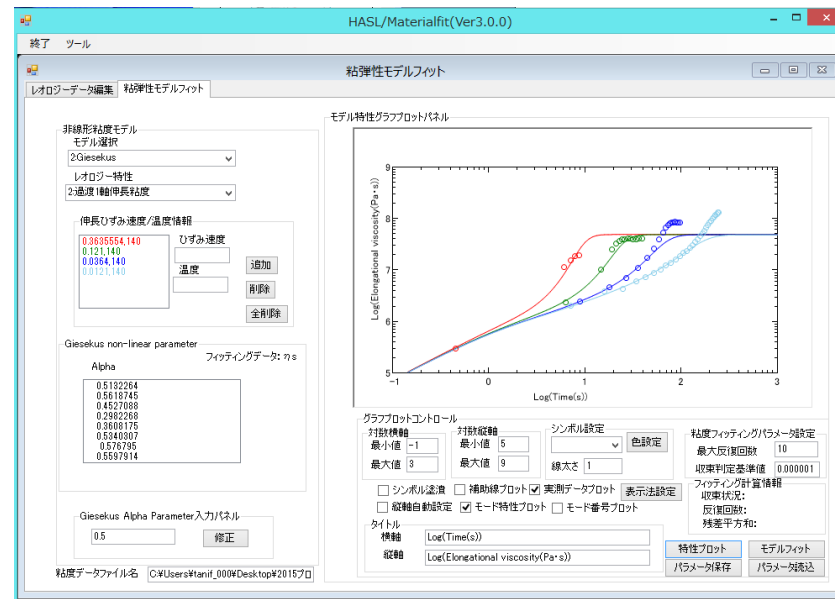 HASL/Materialfit(Ver3.0.0)
終了 ツール
粘弾性モデルフィット
レオロジーデータ編集 粘弾性モデルフィット
非線形粘度モデル
モデル選択
2:Giesekus
レオロジー特性
2:過渡1軸伸長粘度
伸長ひずみ速度/温度情報
0.3635554,140
0.121,140
0.0364,140
0.0121,140
ひずみ速度
温度
追加
削除
全削除
Giesekus non-linear parameter
フィッティングデータ: ηs
Alpha
0.5132264
0.5618745
0.4527088
0.2982268
0.3608175
0.5340307
0.576795
0.5597914
Giesekus Alpha Parameter入力パネル
0.5
修正
粘度データファイル名 C:¥Users¥tanif_000¥Desktop¥2015プロ
モデル特性グラフプロットパネル
Log(Elongational viscosity(Pa・s))
9
8
7
6
5
-1 0 1 2 3
Log(Time(s))
グラフプロットコントロール
対数横軸
最小値 -1
最大値 3
対数縦軸
最小値 5
最大値 9
シンボル設定
色設定
線太さ 1
シンボル塗潰 補助線プロット 実測データプロット 表示法設定
縦軸自動設定 モード特性プロット モード番号プロット
タイトル
横軸 Log(Time(s))
縦軸 Log(Elongational viscosity(Pa・s))
粘度フィッティングパラメータ設定
最大反復回数 10
収束判定基準値 0.000001
フィッティング計算情報
収束状況:
反復回数:
残差平方和:
特性プロット モデルフィット
パラメータ保存 パラメータ読込